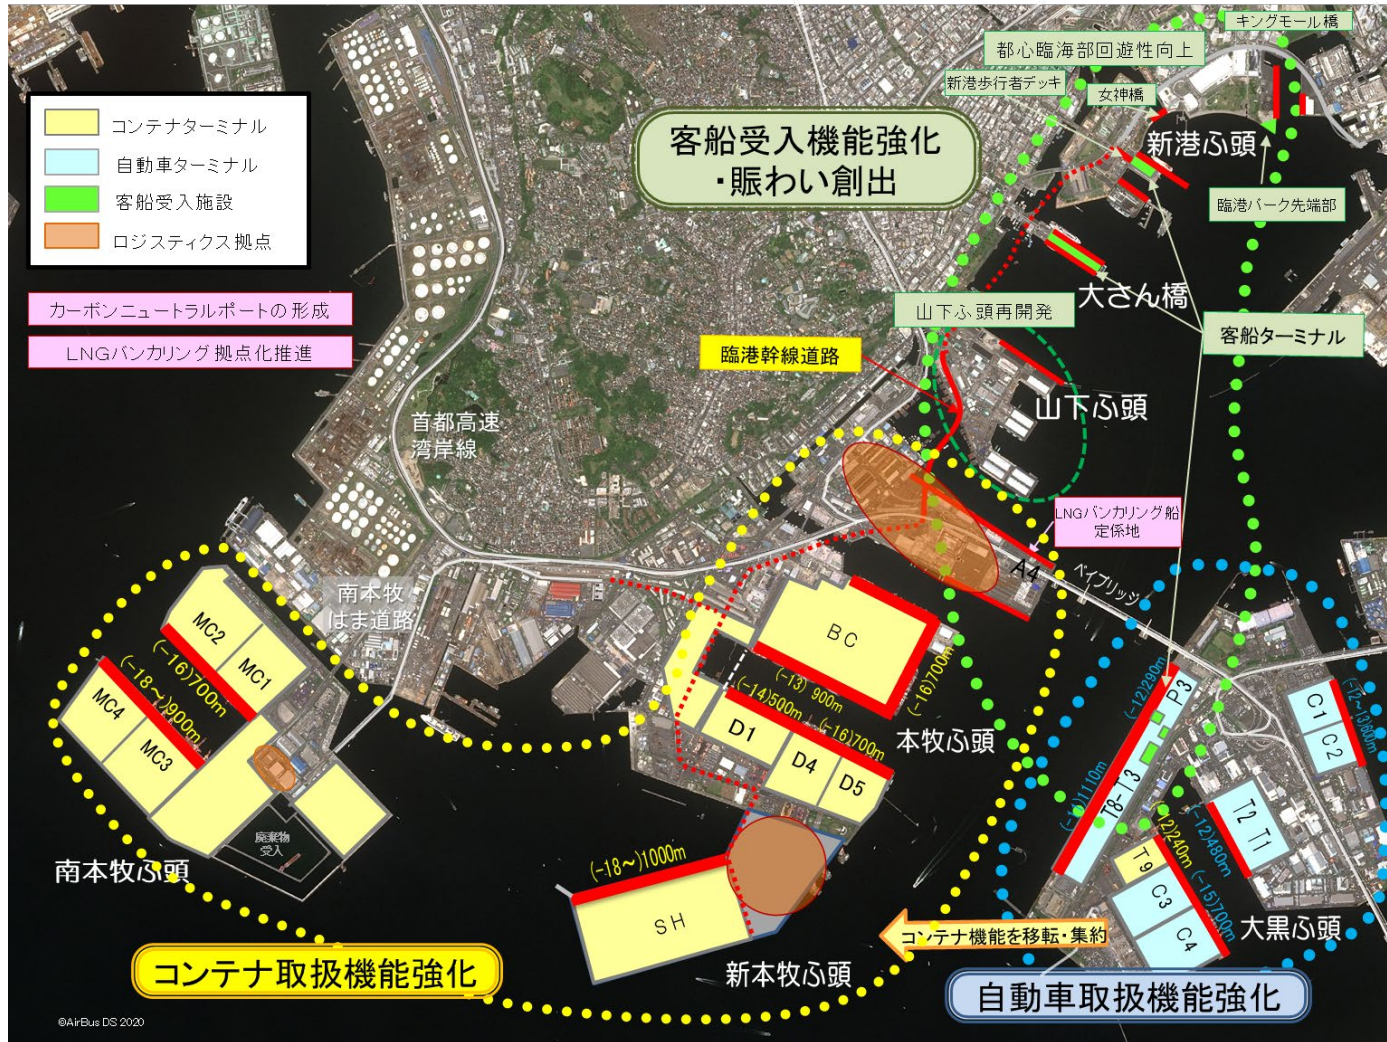 キングモール橋
都心臨海部回遊性向上
新港歩行者デッキ
女神橋
新港ふ頭
客船受入機能強化
・賑わい創出
臨港パーク先端部
コンテナターミナル
自動車ターミナル
客船受入施設
ロジスティクス拠点
カーボンニュートラルポートの形成
LNGバンカリング拠点化推進
大さん橋
山下ふ頭再開発
客船ターミナル
臨港幹線道路
山下ふ頭
首都高速
湾岸線
LNGバンカリング船
定係地
A4
ベイブリッジ
南本牧
はま道路
MC2
MC1
(-16)700m
(-18~)900m
MC4
MC3
BC
(-13) 900m
(-16)700m
(-14)500m
(-16)700m
D1
D4
D5
本牧ふ頭
(-12)290m
P3
T8-T3
1110m
C1
C2
T2
T1
(-12)480m
(-15)700m
(-12)240m
T9
C3
C4
大黒ふ頭
廃棄物
受入
南本牧ふ頭
(-18~)1000m
SH
新本牧ふ頭
コンテナ機能を移転・集約
コンテナ取扱機能強化
自動車取扱機能強化
©AirBus DS 2020